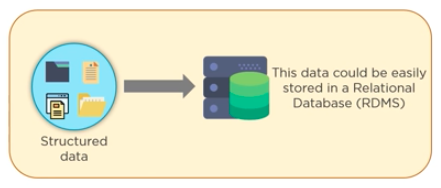 This data could be easily
stored in a Relational
Database (RDMS)
Structured
data